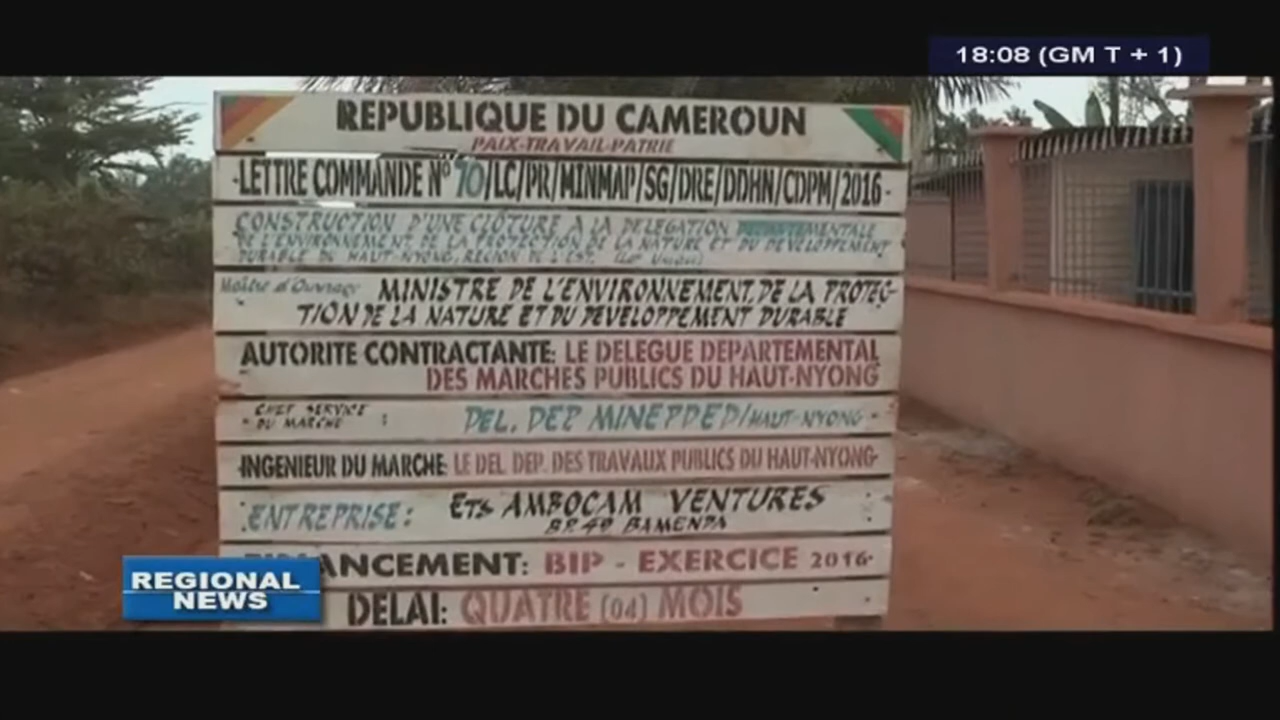 18:08 (GM T + 1)
REPUBLIQUE DU CAMEROUN
PAIX-TRAVAIL-PATRIE
LETTRE COMMANDE N° 10/LC/PR/MINMAP/SG/DRE/DDHN/CDPM/2016
CONSTRUCTION D'UNE CLÔTURE A LA DELEGATION DEPARTEMENTALE
DE L'ENVIRONNEMENT DE LA PROTECTION DE LA NATURE ET DU DEVELOPPEMENT
DURABLE DU HAUT-NYONG, REGION DE L'EST.
Maître d'Ouvrage: MINISTRE DE L'ENVIRONNEMENT, DE LA PROTEC-
TION DE LA NATURE ET DU DEVELOPPEMENT DURABLE
AUTORITE CONTRACTANTE: LE DELEGUE DEPARTEMENTAL
DES MARCHES PUBLICS DU HAUT-NYONG
CHEF SERVICE
DU MARCHE : DEL. DEP MINEPDED/HAUT-NYONG
INGENIEUR DU MARCHE: LE DEL. DEP. DES TRAVAUX PUBLICS DU HAUT-NYONG
ENTREPRISE: Ets AMBOCAM VENTURES
B.P. 49 BAMENDA
ANCEMENT: BIP - EXERCICE 2016
DELAI: QUATRE (04) MOIS
REGIONAL
NEWS